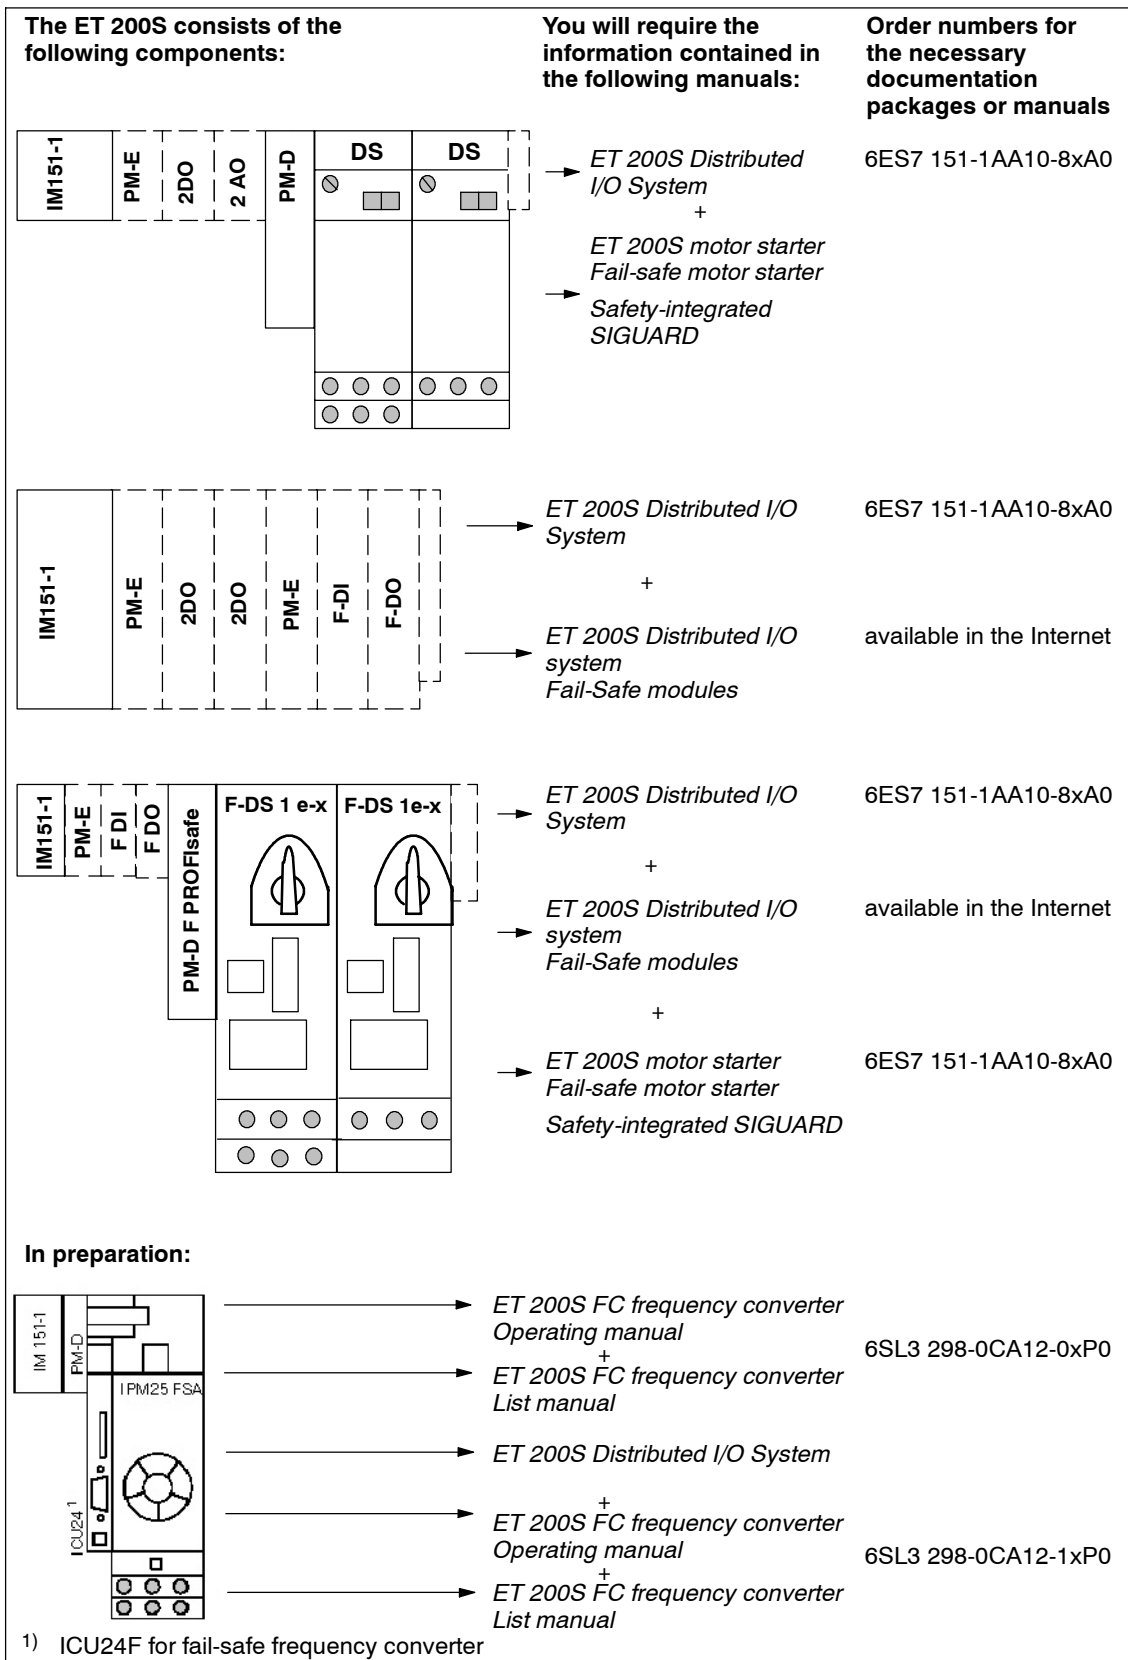 The ET 200S consists of the
following components:
You will require the
information contained in
the following manuals:
Order numbers for
the necessary
documentation
packages or manuals
IM151-1
PM-E
2DO
2 AO
PM-D
DS
DS
ET 200S Distributed
I/O System
+
ET 200S motor starter
Fail-safe motor starter
Safety-integrated
SIGUARD
6ES7 151-1AA10-8xA0
IM151-1
PM-E
2DO
2DO
PM-E
F-DI
F-DO
ET 200S Distributed I/O
System
+
ET 200S Distributed I/O
system
Fail-Safe modules
6ES7 151-1AA10-8xA0
available in the Internet
IM151-1
PM-E
F DI
F DO
PM-D F PROFIsafe
F-DS 1 e-x
F-DS 1e-x
ET 200S Distributed I/O
System
+
ET 200S Distributed I/O
system
Fail-Safe modules
+
ET 200S motor starter
Fail-safe motor starter
Safety-integrated SIGUARD
6ES7 151-1AA10-8xA0
available in the Internet
6ES7 151-1AA10-8xA0
In preparation:
IM 151-1
PM-D
IPM25 FSA
ICU24 1
ET 200S FC frequency converter
Operating manual
+
ET 200S FC frequency converter
List manual
6SL3 298-0CA12-0xP0
ET 200S Distributed I/O System
+
ET 200S FC frequency converter
Operating manual
+
ET 200S FC frequency converter
List manual
6SL3 298-0CA12-1xP0
1) ICU24F for fail-safe frequency converter